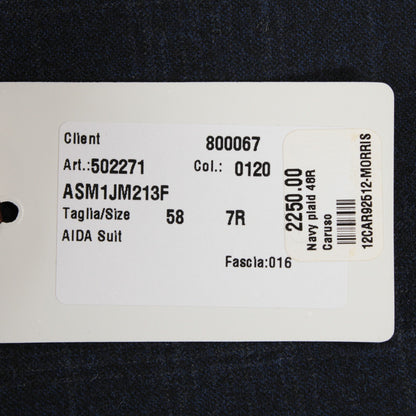 Client 800067
Art.:502271 Col.: 0120
ASM1JM213F
Taglia/Size 58 7R
AIDA Suit
Fascia:016
2250.00
Navy plaid 48R
Caruso
12CAR92512-MORRIS